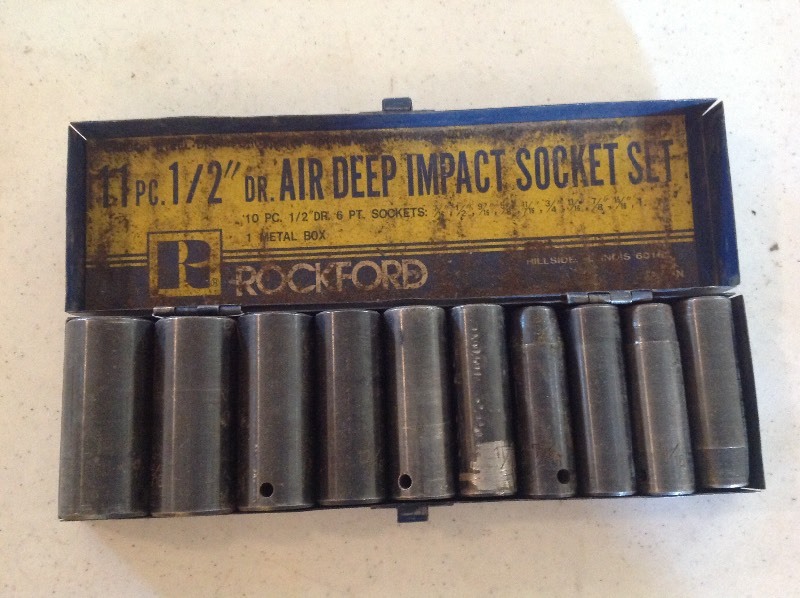 11 PC. 1/2" DR. AIR DEEP IMPACT SOCKET SET
10 PC. 1/2" DR. 6 PT. SOCKETS:
1 METAL BOX
R
ROCKFORD
HILLSIDE,